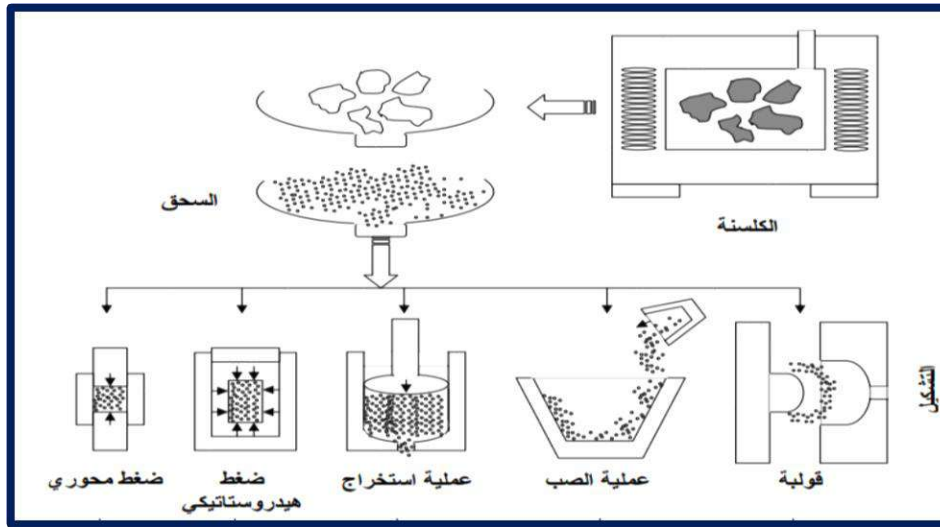 الكلسنة
السحق
التشكيل
قولبة
عملية الصب
عملية استخراج
ضغط
هيدروستاتيكي
ضغط محوري